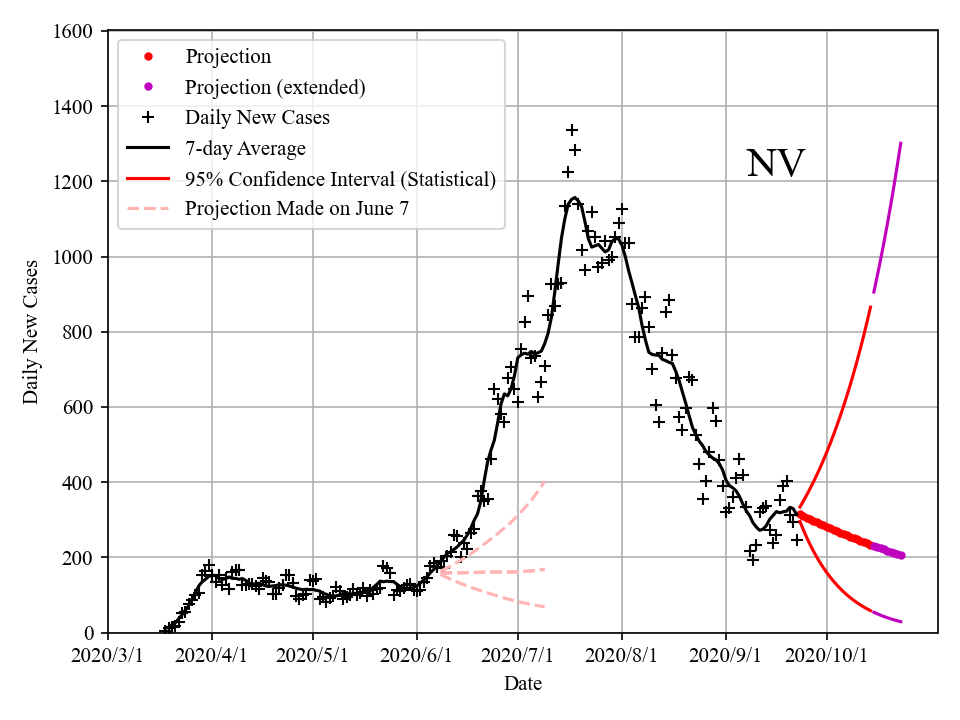 1600
1400
1200
1000
800
600
400
200
0
Daily New Cases
Projection
Projection (extended)
Daily New Cases
7-day Average
95% Confidence Interval (Statistical)
Projection Made on June 7
NV
2020/3/1 2020/4/1 2020/5/1 2020/6/1 2020/7/1 2020/8/1 2020/9/1 2020/10/1
Date